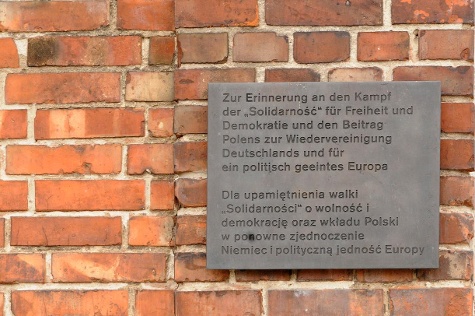 Zur Erinnerung an den Kampf
der „Solidarność“ für Freiheit und
Demokratie und den Beitrag
Polens zur Wiedervereinigung
Deutschlands und für
ein politisch geeintes Europa
Dla upamiętnienia walki
„Solidarności“ o wolność i
demokrację oraz wkładu Polski
w ponowne zjednoczenie
Niemiec i polityczną jedność Europy